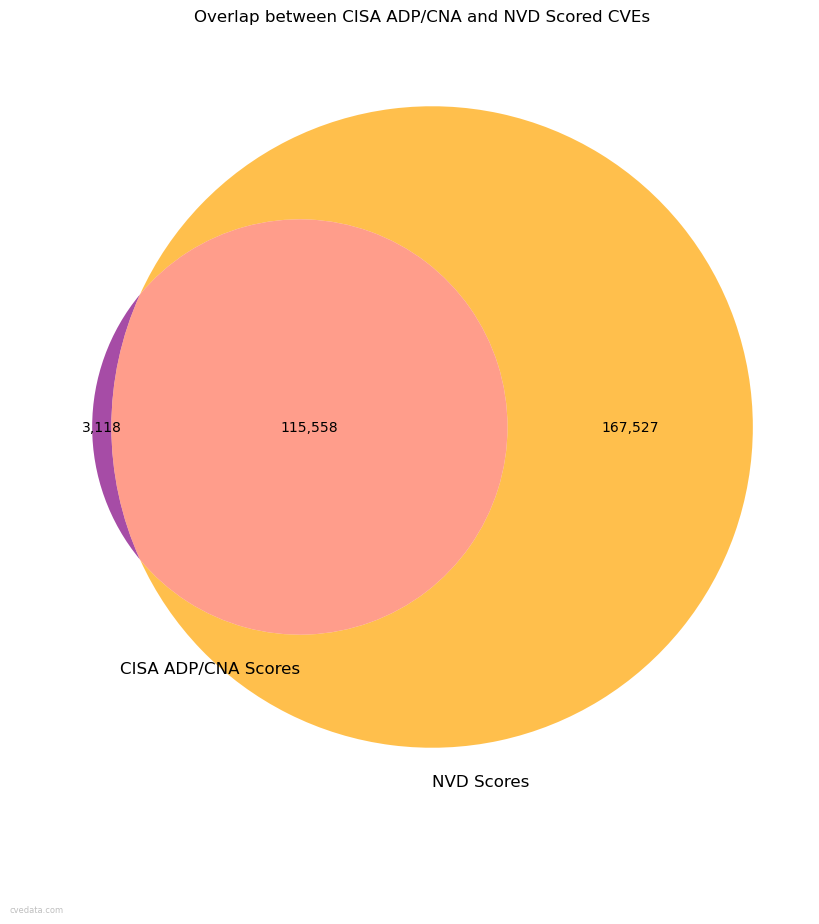 Overlap between CISA ADP/CNA and NVD Scored CVEs
3,118
115,558
167,527
CISA ADP/CNA Scores
NVD Scores
cvedata.com